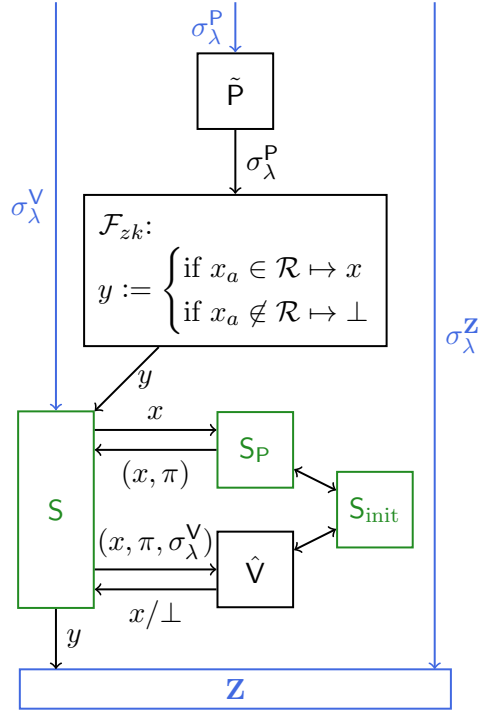 σ_λ^P
P̃
σ_λ^P
σ_λ^V
ℱ_zk:
y := { if x_a ∈ ℛ ↦ x
if x_a ∉ ℛ ↦ ⊥
σ_λ^Z
y
x
S_P
(x, π)
S
S_init
(x, π, σ_λ^V)
V̂
x/⊥
y
Z